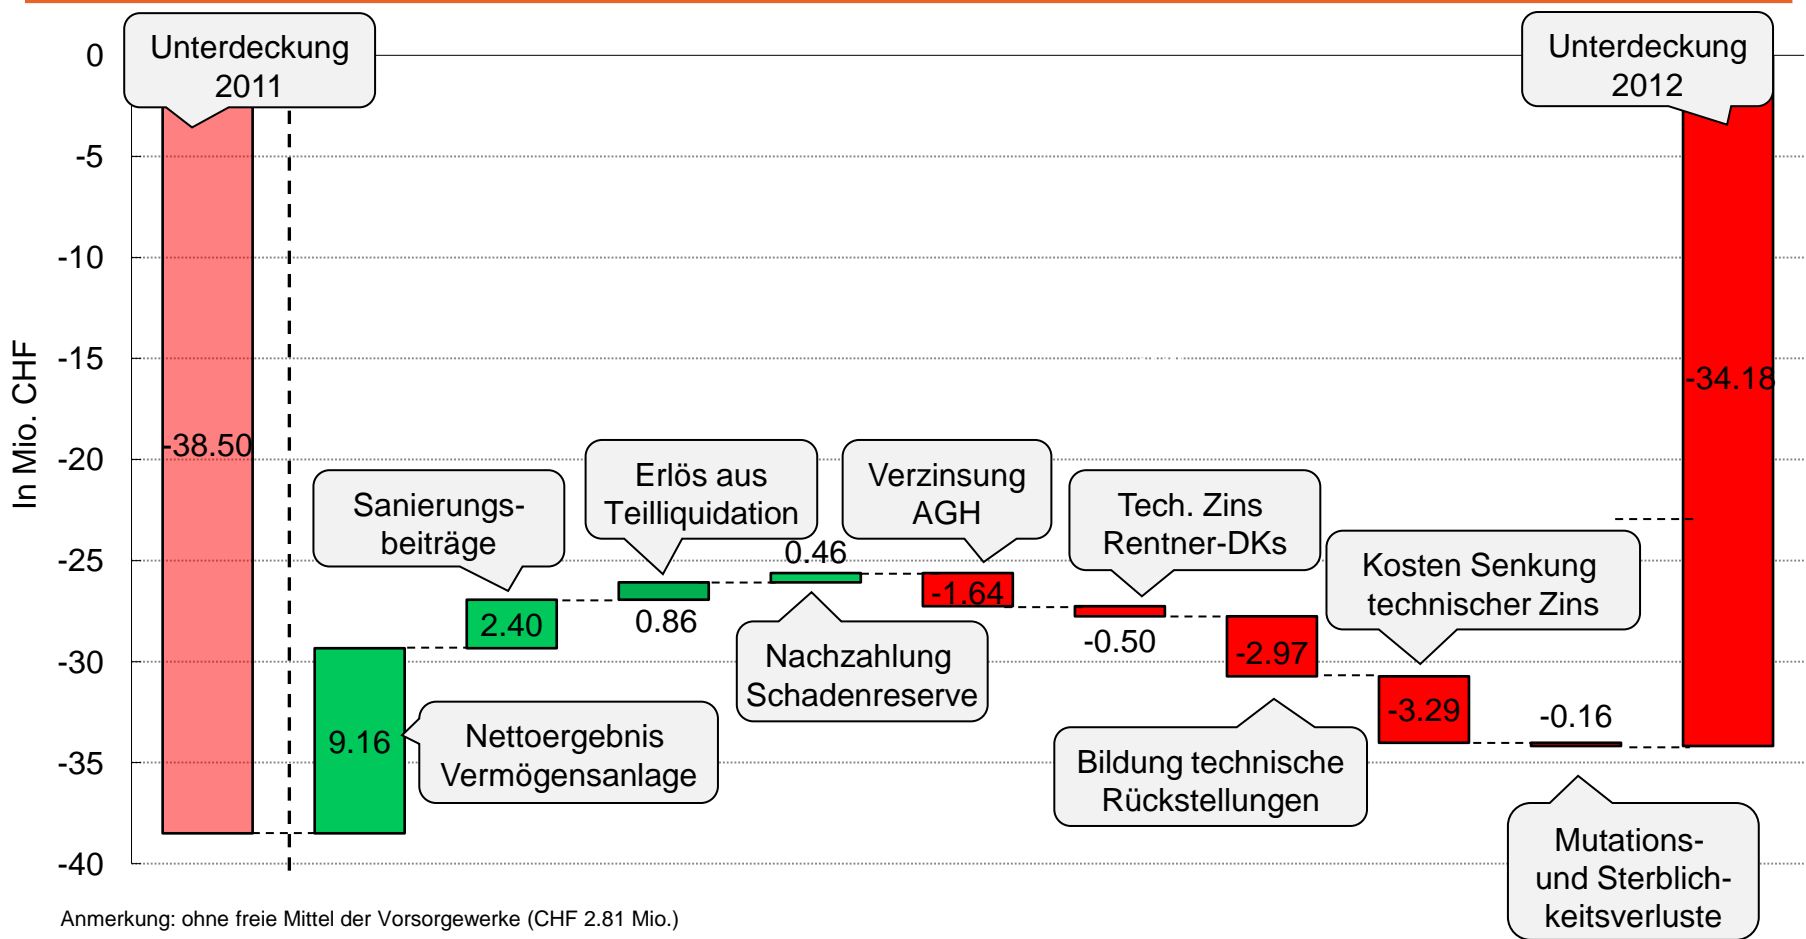 Unterdeckung
2011
Unterdeckung
2012
In Mio. CHF
0
-5
-10
-15
-20
-25
-30
-35
-40
-38.50
9.16
Nettoergebnis
Vermögensanlage
Sanierungs-
beiträge
2.40
Erlös aus
Teilliquidation
0.86
0.46
Nachzahlung
Schadenreserve
Verzinsung
AGH
-1.64
Tech. Zins
Rentner-DKs
-0.50
-2.97
Bildung technische
Rückstellungen
Kosten Senkung
technischer Zins
-3.29
-0.16
Mutations-
und Sterblich-
keitsverluste
-34.18
Anmerkung: ohne freie Mittel der Vorsorgewerke (CHF 2.81 Mio.)